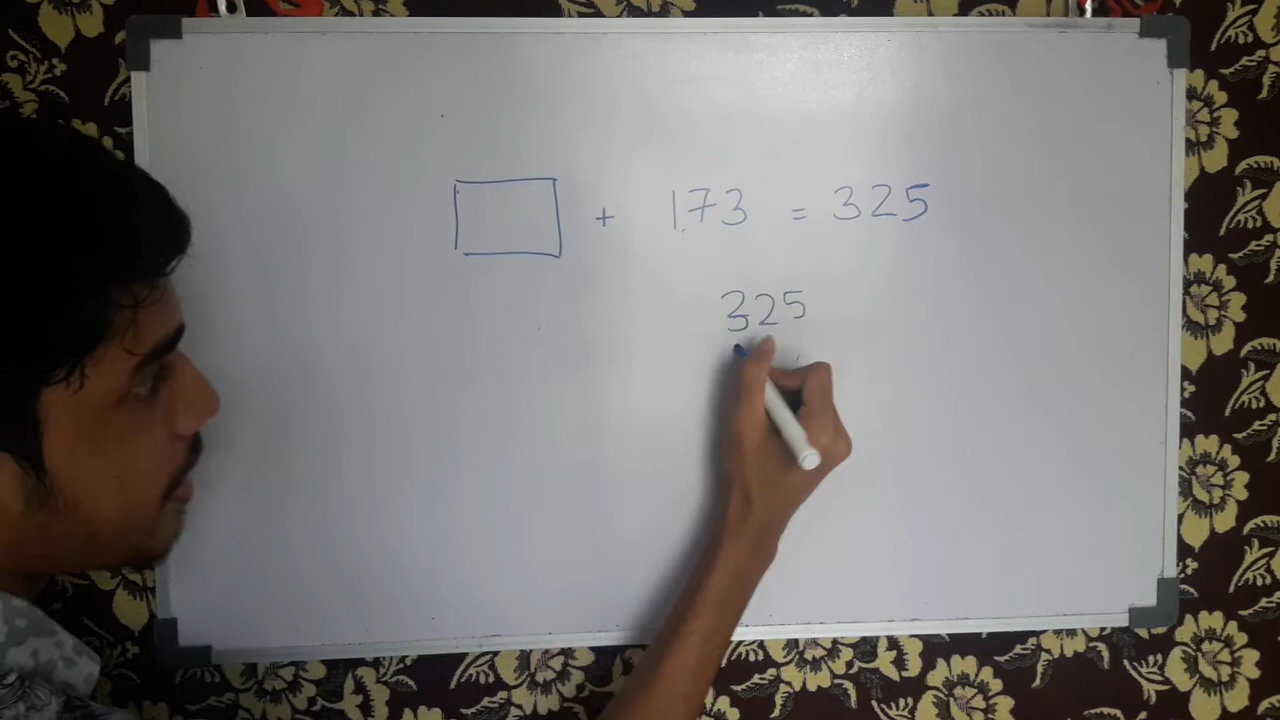 □ + 173 = 325
325